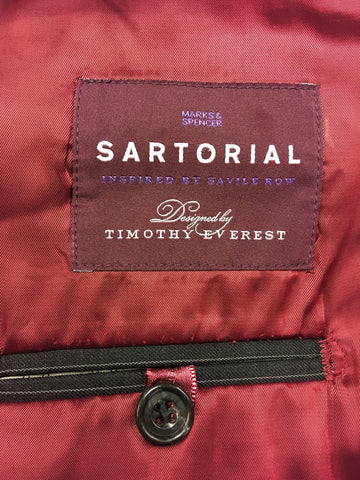 MARKS &
SPENCER
SARTORIAL
INSPIRED BY SAVILE ROW
Designed by
TIMOTHY EVEREST